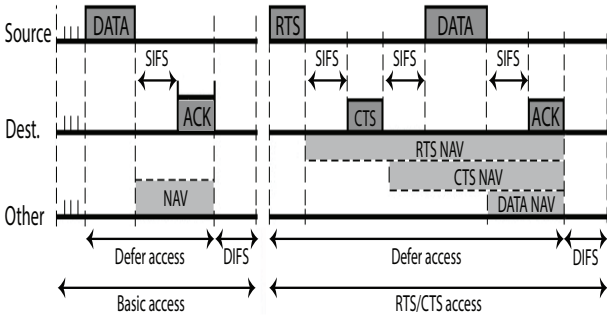 Source DATA RTS DATA
SIFS SIFS SIFS SIFS
Dest. ACK CTS ACK
RTS NAV
CTS NAV
Other NAV DATA NAV
Defer access DIFS Defer access DIFS
Basic access RTS/CTS access